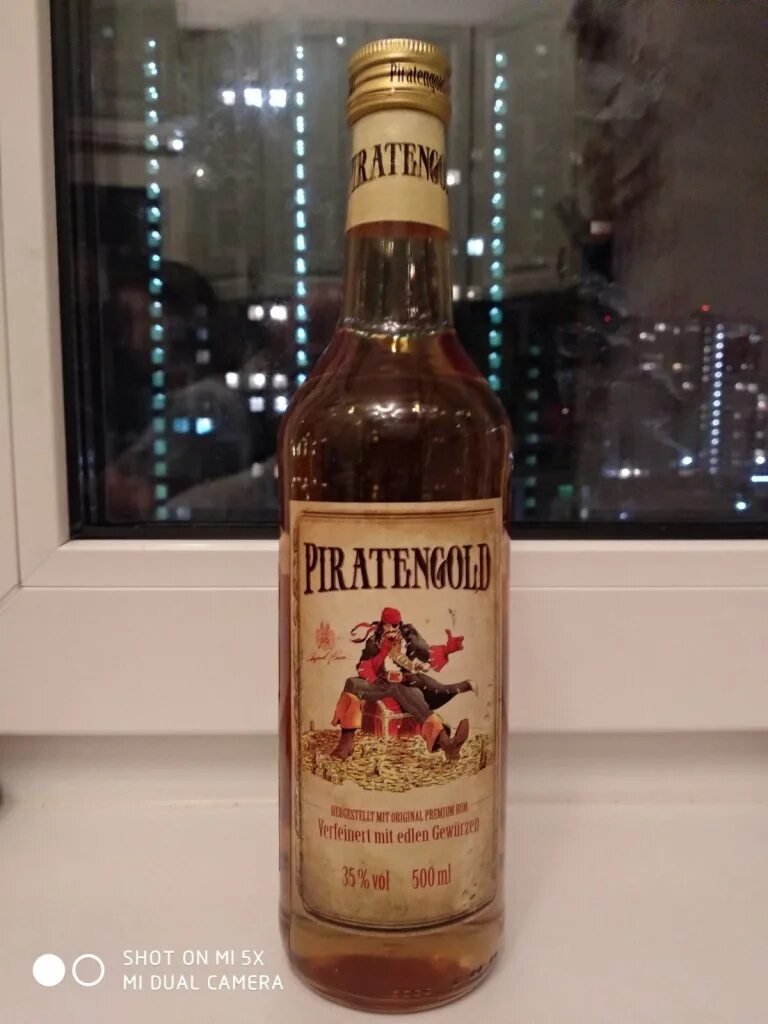 Piratengold
PIRATENGOLD
PIRATENGOLD
HERGESTELLT MIT ORIGINAL PREMIUM RUM
Verfeinert mit edlen Gewürzen
35 % vol 500 ml
SHOT ON MI 5X
MI DUAL CAMERA